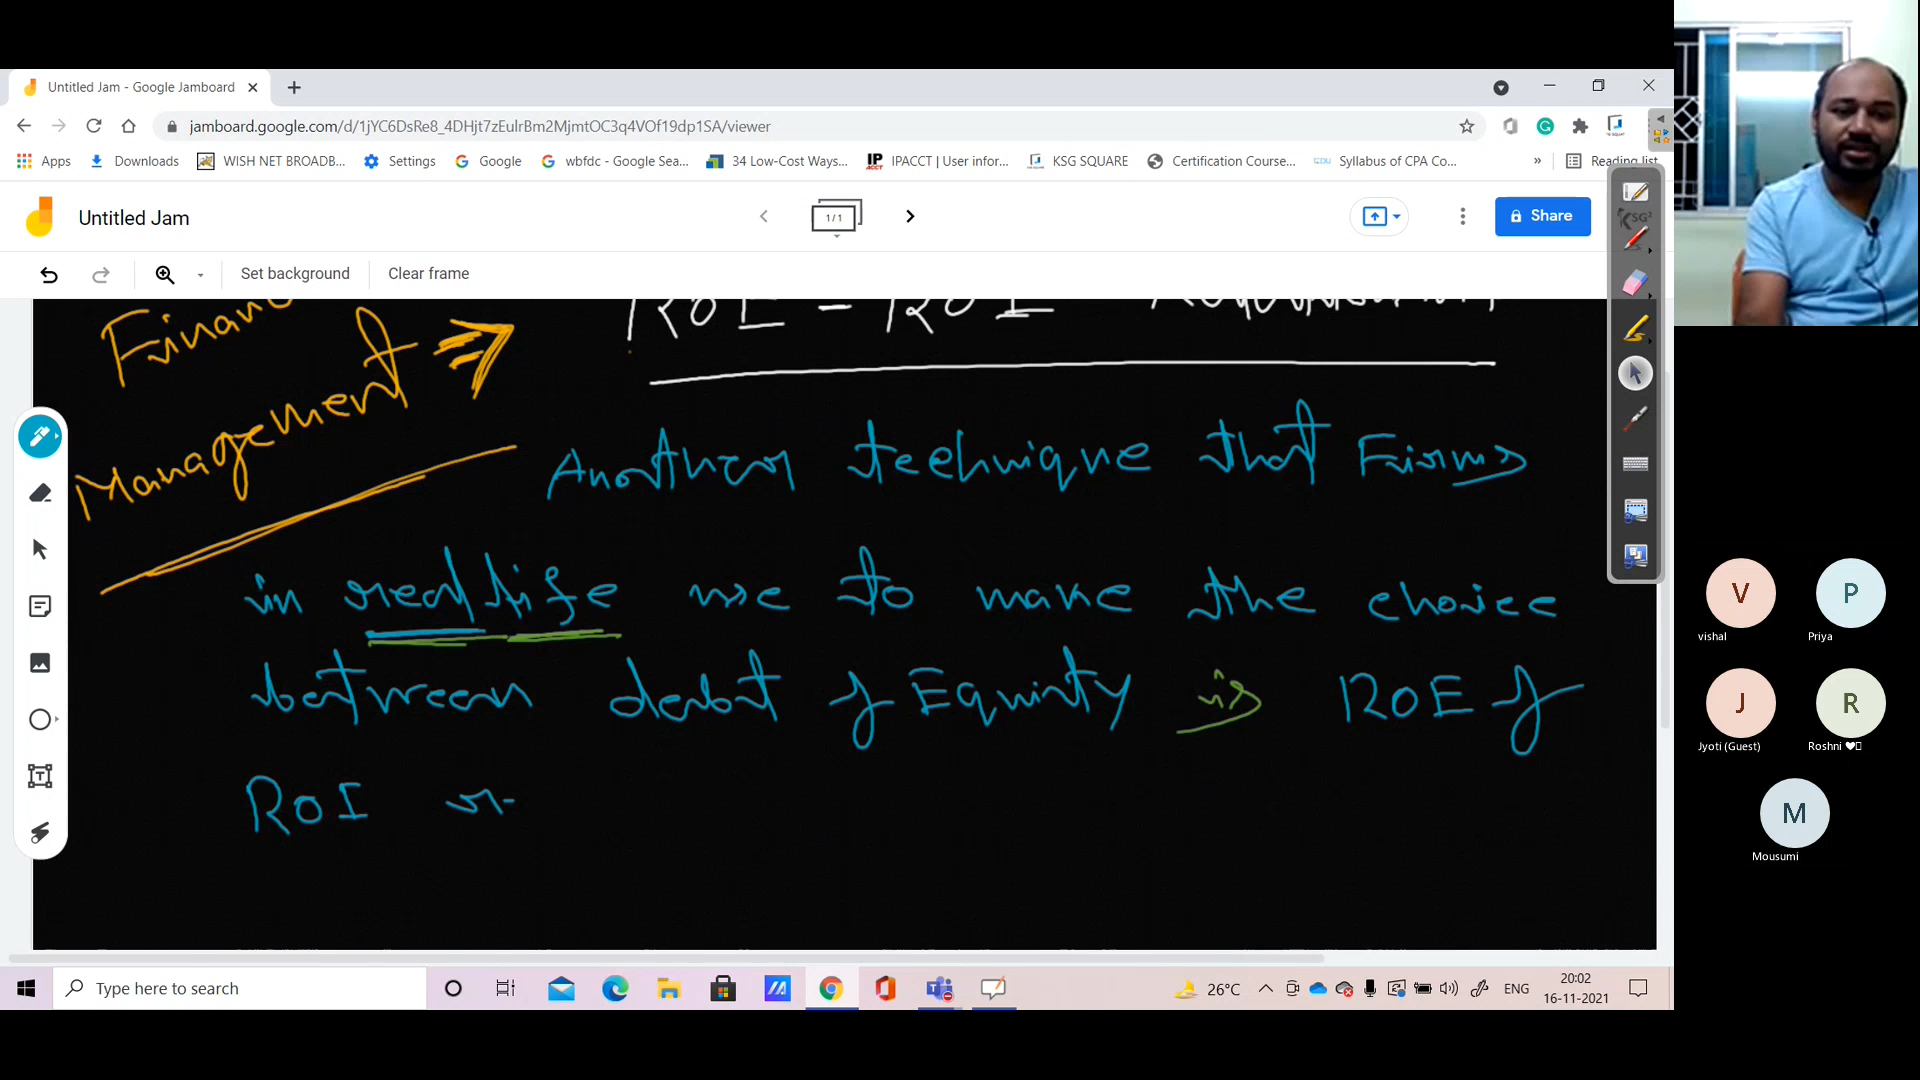 Untitled Jam - Google Jamboard
jamboard.google.com/d/1jYC6DsRe8_4DHjt7zEulrBm2MjmtOC3q4VOf19dp1SA/viewer
Apps Downloads WISH NET BROADB... Settings Google wbfdc - Google Sea... 34 Low-Cost Ways... IPACCT | User infor... KSG SQUARE Certification Course... Syllabus of CPA Co... » Reading list
Untitled Jam
1/1
Share
Set background Clear frame
Financ
Management
ROE - ROI
Another technique that Firms
in real life use to make the choice
between debt & Equity is ROE &
ROI
vishal
Priya
Jyoti (Guest)
Roshni
Mousumi
V P
J R
M
Type here to search
26°C ENG 20:02
16-11-2021